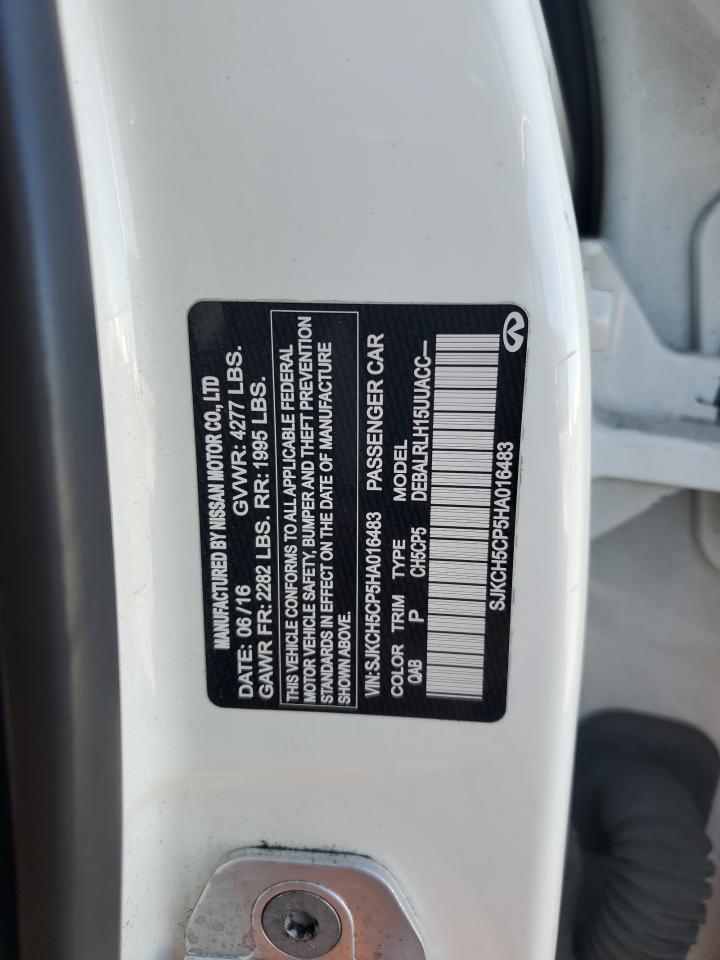 MANUFACTURED BY NISSAN MOTOR CO., LTD
DATE: 06/16 GVWR: 4277 LBS.
GAWR FR: 2282 LBS. RR: 1995 LBS.
THIS VEHICLE CONFORMS TO ALL APPLICABLE FEDERAL
MOTOR VEHICLE SAFETY, BUMPER AND THEFT PREVENTION
STANDARDS IN EFFECT ON THE DATE OF MANUFACTURE
SHOWN ABOVE.
VIN:SJKCH5CP5HA016483 PASSENGER CAR
COLOR TRIM TYPE MODEL
QAB P CH5CP5 DEBALRLH15UUACC—
SJKCH5CP5HA016483